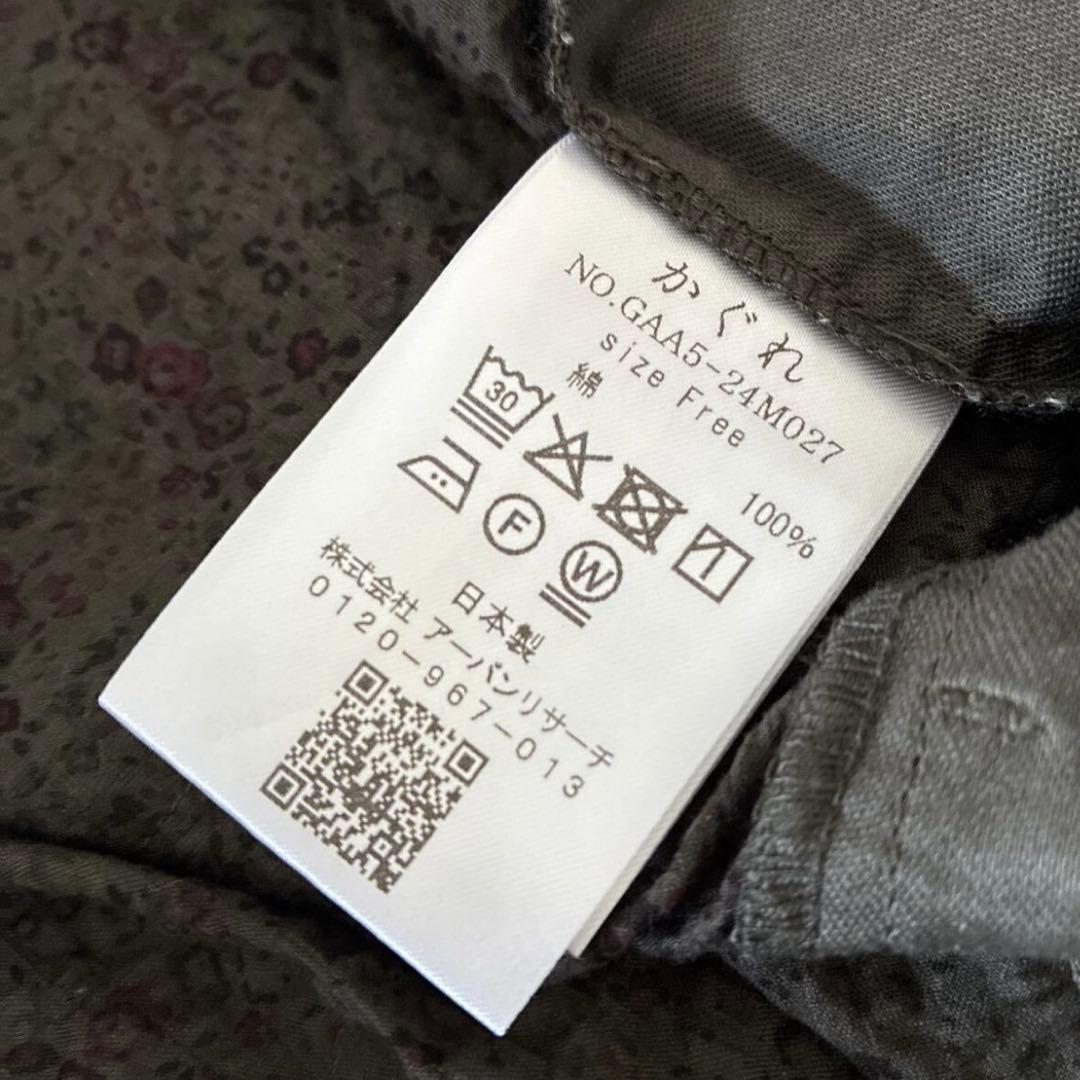 かぐれ
NO.GAA5-24M027
size Free
綿 100%
30
F W
日本製
株式会社 アーバンリサーチ
0120-967-013